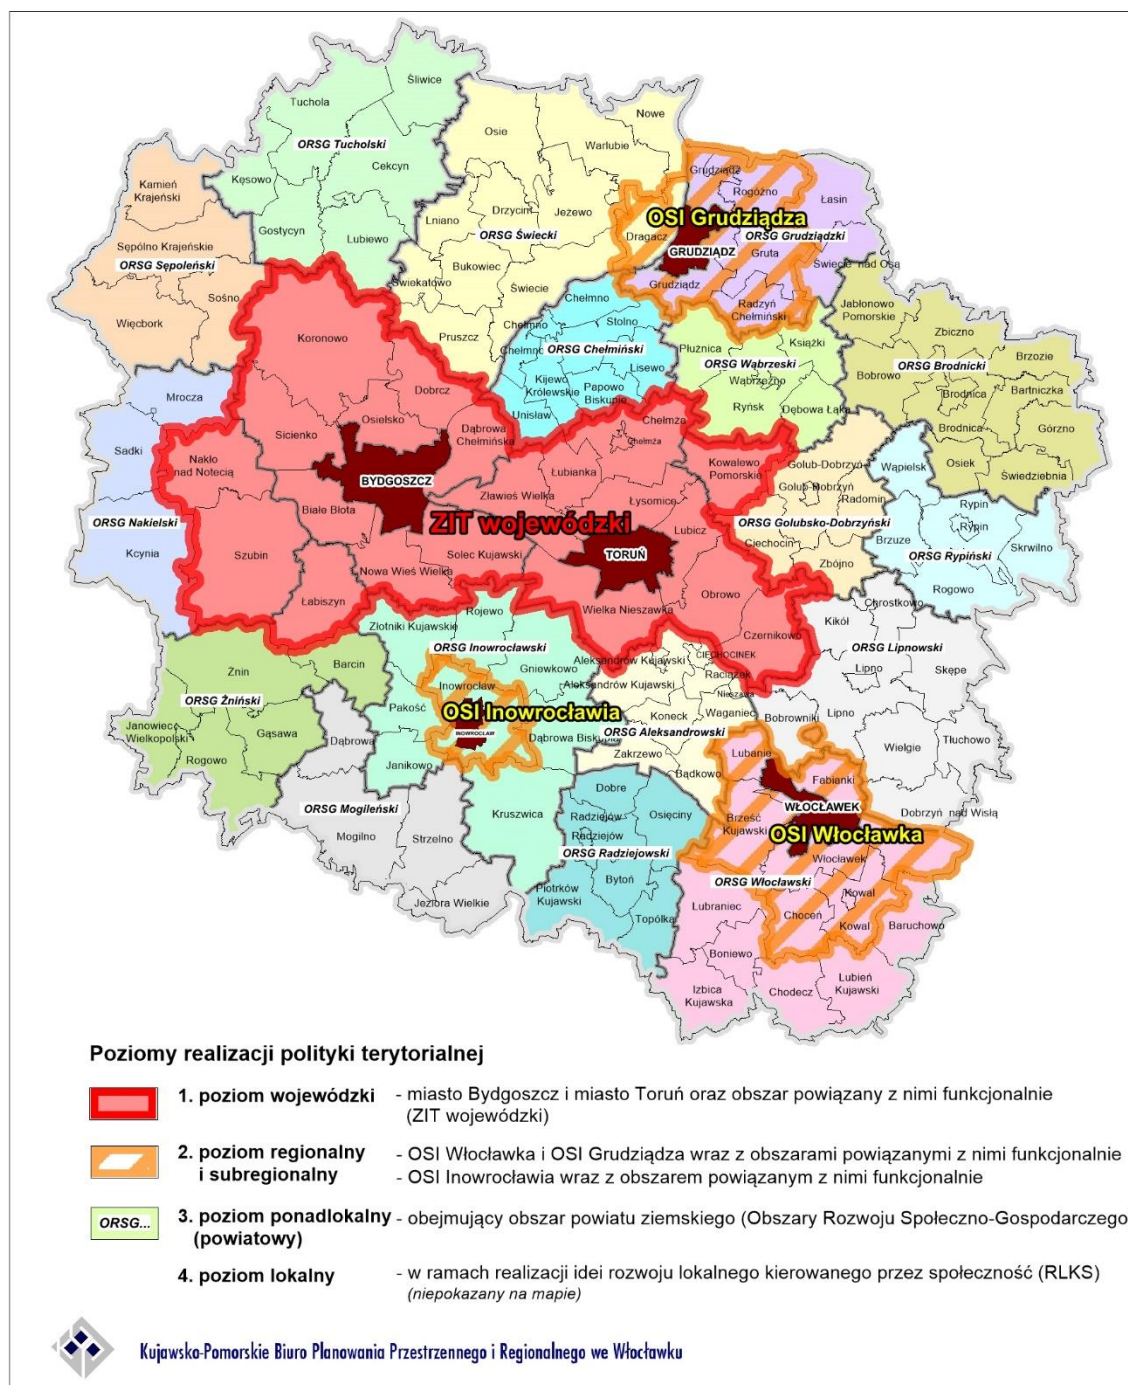 Śliwice
Tuchola
ORSG Tucholski
Cekcyn
Kęsowo
Gostycyn
Lubiewo
Kamień
Krajeński
Sępólno Krajeńskie
ORSG Sępoleński
Sośno
Więcbork
Nowe
Osie
Warlubie
Drzycim
Jeżewo
Lniano
ORSG Świecki
Bukowiec
Świekatowo
Świecie
Pruszcz
Grudziądz
Rogóźno
Łasin
OSI Grudziądza
Dragacz
ORSG Grudziądzki
GRUDZIĄDZ
Gruta
Świecie nad Osą
Grudziądz
Radzyń
Chełmiński
Chełmno
Stolno
Chełmno
ORSG Chełmiński
Lisewo
Kijewo
Królewskie
Papowo
Biskupie
Unisław
Płużnica
Książki
ORSG Wąbrzeski
Wąbrzeźno
Ryńsk
Dębowa Łąka
Jabłonowo
Pomorskie
Zbiczno
Brzozie
Bobrowo
ORSG Brodnicki
Brodnica
Bartniczka
Brodnica
Górzno
Osiek
Świedziebnia
Koronowo
Dobrcz
Osielsko
Sicienko
Dąbrowa
Chełmińska
Mrocza
Sadki
Nakło
nad Notecią
BYDGOSZCZ
ORSG Nakielski
Białe Błota
Kcynia
Szubin
Łabiszyn
Nowa Wieś Wielka
Solec Kujawski
ZIT wojewódzki
Zławieś Wielka
Łubianka
Chełmża
Chełmża
Łysomice
Kowalewo
Pomorskie
Lubicz
TORUŃ
Wielka Nieszawka
Obrowo
Czernikowo
Golub-Dobrzyń
Golub-Dobrzyń
Radomin
ORSG Golubsko-Dobrzyński
Ciechocin
Zbójno
Wąpielsk
Rypin
Rypin
Brzuze
ORSG Rypiński
Skrwilno
Rogowo
Chrostkowo
Kikół
ORSG Lipnowski
Lipno
Skępe
Lipno
Bobrowniki
Wielgie
Tłuchowo
Dobrzyń nad Wisłą
Rojewo
Złotniki Kujawskie
ORSG Inowrocławski
Gniewkowo
Inowrocław
Pakość
OSI Inowrocławia
INOWROCŁAW
Dąbrowa Biskupia
Janikowo
Kruszwica
Aleksandrów Kujawski
CIECHOCINEK
Aleksandrów Kujawski
Raciążek
Nieszawa
Koneck
Waganiec
ORSG Aleksandrowski
Zakrzewo
Bądkowo
Żnin
Barcin
ORSG Żniński
Janowiec
Wielkopolski
Gąsawa
Rogowo
Dąbrowa
ORSG Mogileński
Mogilno
Strzelno
Jeziora Wielkie
Dobre
Radziejów
Osięciny
Radziejów
ORSG Radziejowski
Bytoń
Piotrków
Kujawski
Topólka
Lubanie
Fabianki
WŁOCŁAWEK
Brześć
Kujawski
OSI Włocławka
Włocławek
ORSG Włocławski
Kowal
Lubraniec
Choceń
Kowal
Baruchowo
Boniewo
Izbica
Kujawska
Chodecz
Lubień
Kujawski
Poziomy realizacji polityki terytorialnej
1. poziom wojewódzki - miasto Bydgoszcz i miasto Toruń oraz obszar powiązany z nimi funkcjonalnie
(ZIT wojewódzki)
2. poziom regionalny - OSI Włocławka i OSI Grudziądza wraz z obszarami powiązanymi z nimi funkcjonalnie
i subregionalny - OSI Inowrocławia wraz z obszarem powiązanym z nimi funkcjonalnie
ORSG... 3. poziom ponadlokalny - obejmujący obszar powiatu ziemskiego (Obszary Rozwoju Społeczno-Gospodarczego
(powiatowy)
4. poziom lokalny - w ramach realizacji idei rozwoju lokalnego kierowanego przez społeczność (RLKS)
(niepokazany na mapie)
Kujawsko-Pomorskie Biuro Planowania Przestrzennego i Regionalnego we Włocławku